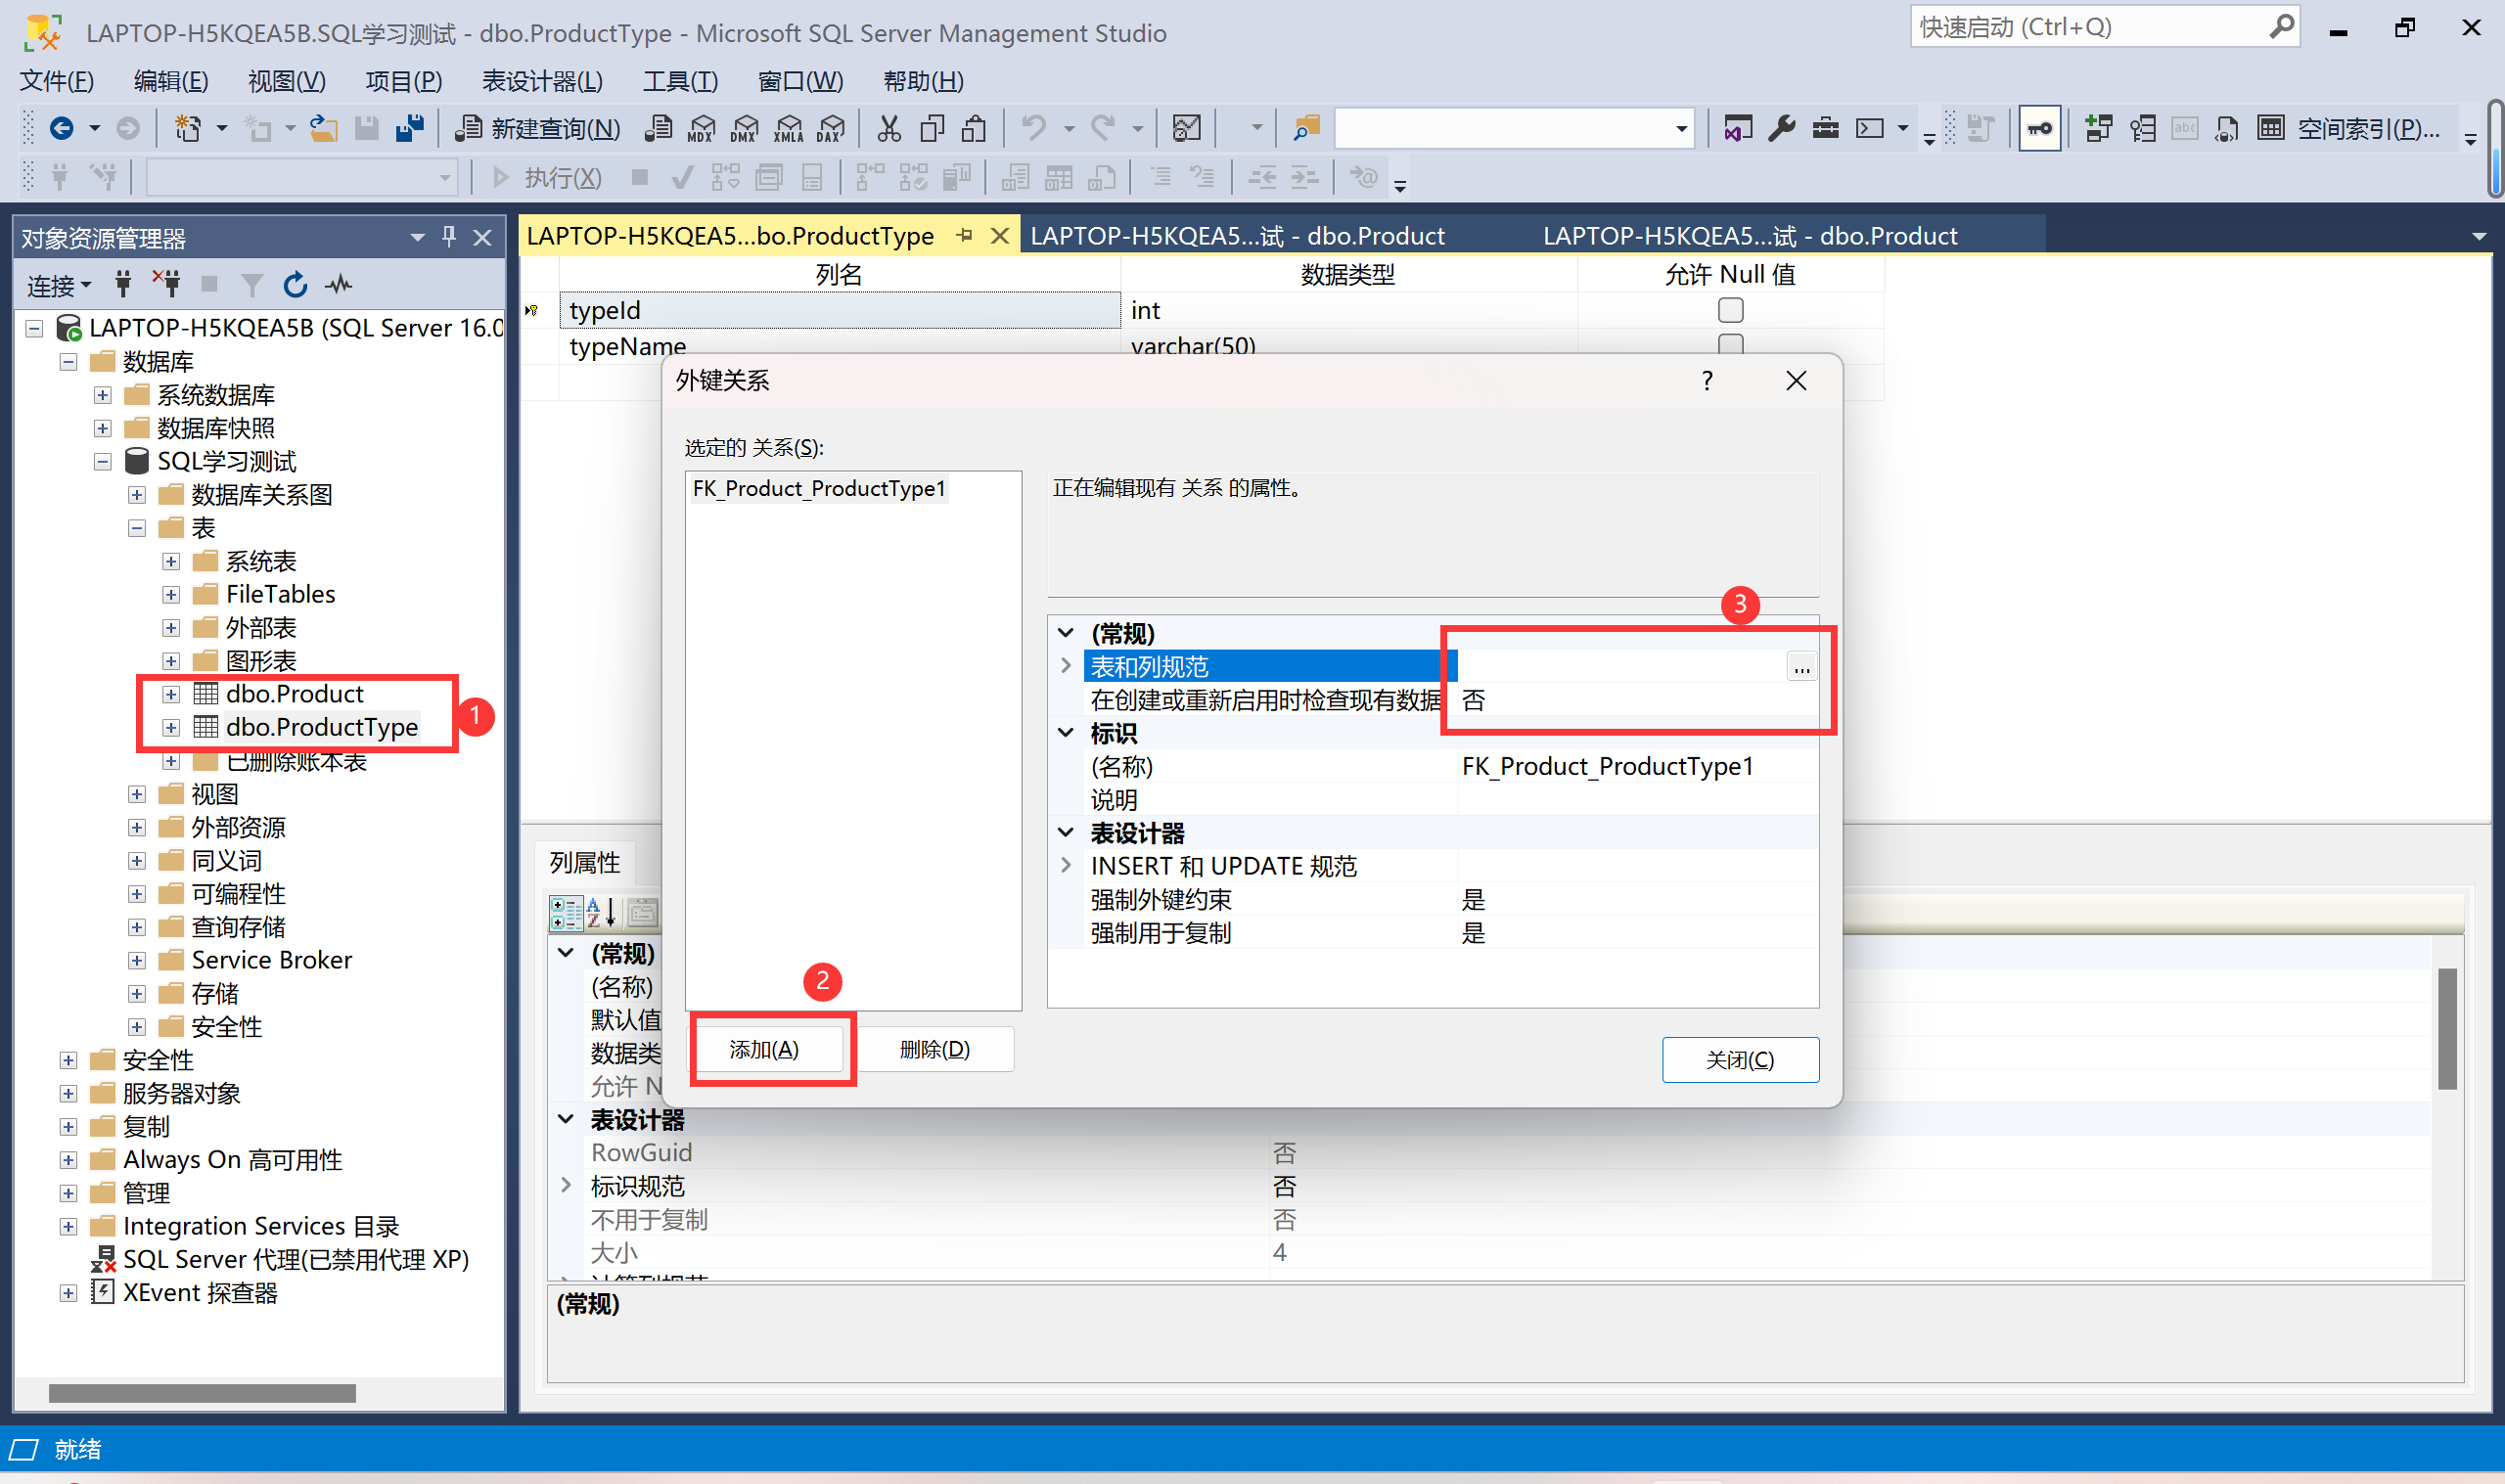 LAPTOP-H5KQEA5B.SQL学习测试 - dbo.ProductType - Microsoft SQL Server Management Studio
快速启动 (Ctrl+Q)
文件(F) 编辑(E) 视图(V) 项目(P) 表设计器(L) 工具(T) 窗口(W) 帮助(H)
新建查询(N) MDX DMX XMLA DAX abc 空间索引(P)...
执行(X)
对象资源管理器
连接
LAPTOP-H5KQEA5B (SQL Server 16.0
数据库
系统数据库
数据库快照
SQL学习测试
数据库关系图
表
系统表
FileTables
外部表
图形表
dbo.Product
dbo.ProductType
1
已删除账本表
视图
外部资源
同义词
可编程性
查询存储
Service Broker
存储
安全性
安全性
服务器对象
复制
Always On 高可用性
管理
Integration Services 目录
SQL Server 代理(已禁用代理 XP)
XEvent 探查器
LAPTOP-H5KQEA5...bo.ProductType LAPTOP-H5KQEA5...试 - dbo.Product LAPTOP-H5KQEA5...试 - dbo.Product
列名 数据类型 允许 Null 值
typeId int
typeName varchar(50)
外键关系 ?
选定的 关系(S):
FK_Product_ProductType1
正在编辑现有 关系 的属性。
3
(常规)
表和列规范 ...
在创建或重新启用时检查现有数据 否
标识
(名称) FK_Product_ProductType1
说明
表设计器
INSERT 和 UPDATE 规范
强制外键约束 是
强制用于复制 是
2
添加(A) 删除(D) 关闭(C)
列属性
(常规)
(名称)
默认值
数据类
允许 N
表设计器
RowGuid 否
标识规范 否
不用于复制 否
大小 4
(常规)
就绪